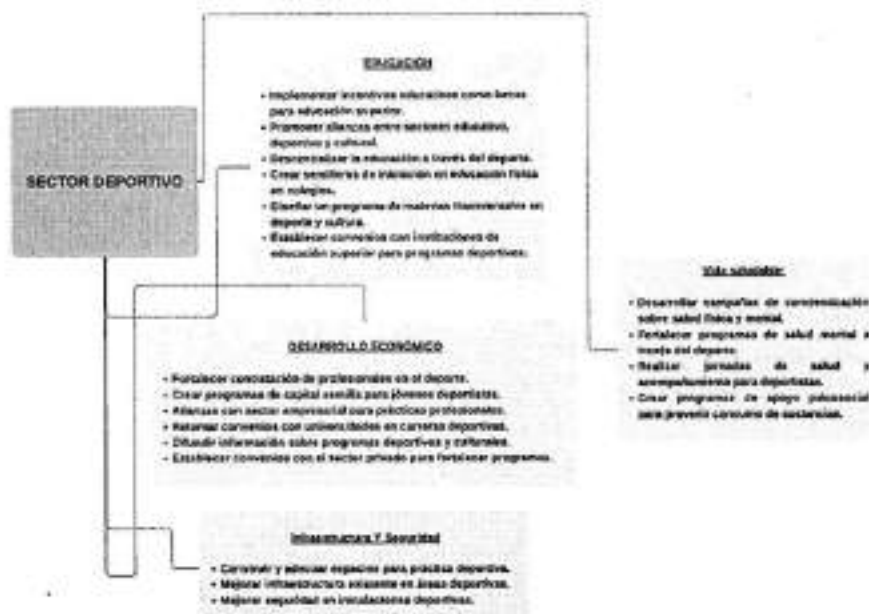 SECTOR DEPORTIVO
EDUCACIÓN
• Implementar incentivos educativos como becas
para educación superior.
• Promover alianzas entre sectores educativo,
deportivo y cultural.
• Descentralizar la educación a través del deporte.
• Crear semilleros de iniciación en educación física
en colegios.
• Diseñar un programa de materias transversales en
deporte y cultura.
• Establecer convenios con instituciones de
educación superior para programas deportivos.
DESARROLLO ECONÓMICO
• Fortalecer contratación de profesionales en el deporte.
• Crear programas de capital semilla para jóvenes deportistas.
• Alianzas con sector empresarial para prácticas profesionales.
• Retomar convenios con universidades en carreras deportivas.
• Difundir información sobre programas deportivos y culturales.
• Establecer convenios con el sector privado para fortalecer programas.
Vida saludable
• Desarrollar campañas de concientización
sobre salud física y mental.
• Fortalecer programas de salud mental a
través del deporte.
• Realizar jornadas de salud y
acompañamiento para deportistas.
• Crear programas de apoyo psicosocial
para prevenir consumo de sustancias.
Infraestructura Y Seguridad
• Construir y adecuar espacios para práctica deportiva.
• Mejorar infraestructura existente en áreas deportivas.
• Mejorar seguridad en instalaciones deportivas.